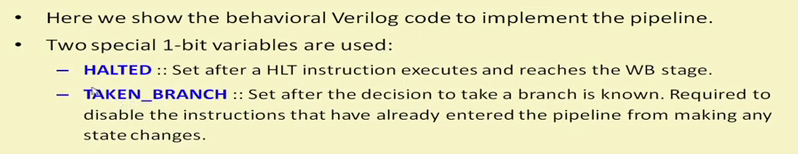 • Here we show the behavioral Verilog code to implement the pipeline.
• Two special 1-bit variables are used:
– HALTED :: Set after a HLT instruction executes and reaches the WB stage.
– TAKEN_BRANCH :: Set after the decision to take a branch is known. Required to
disable the instructions that have already entered the pipeline from making any
state changes.